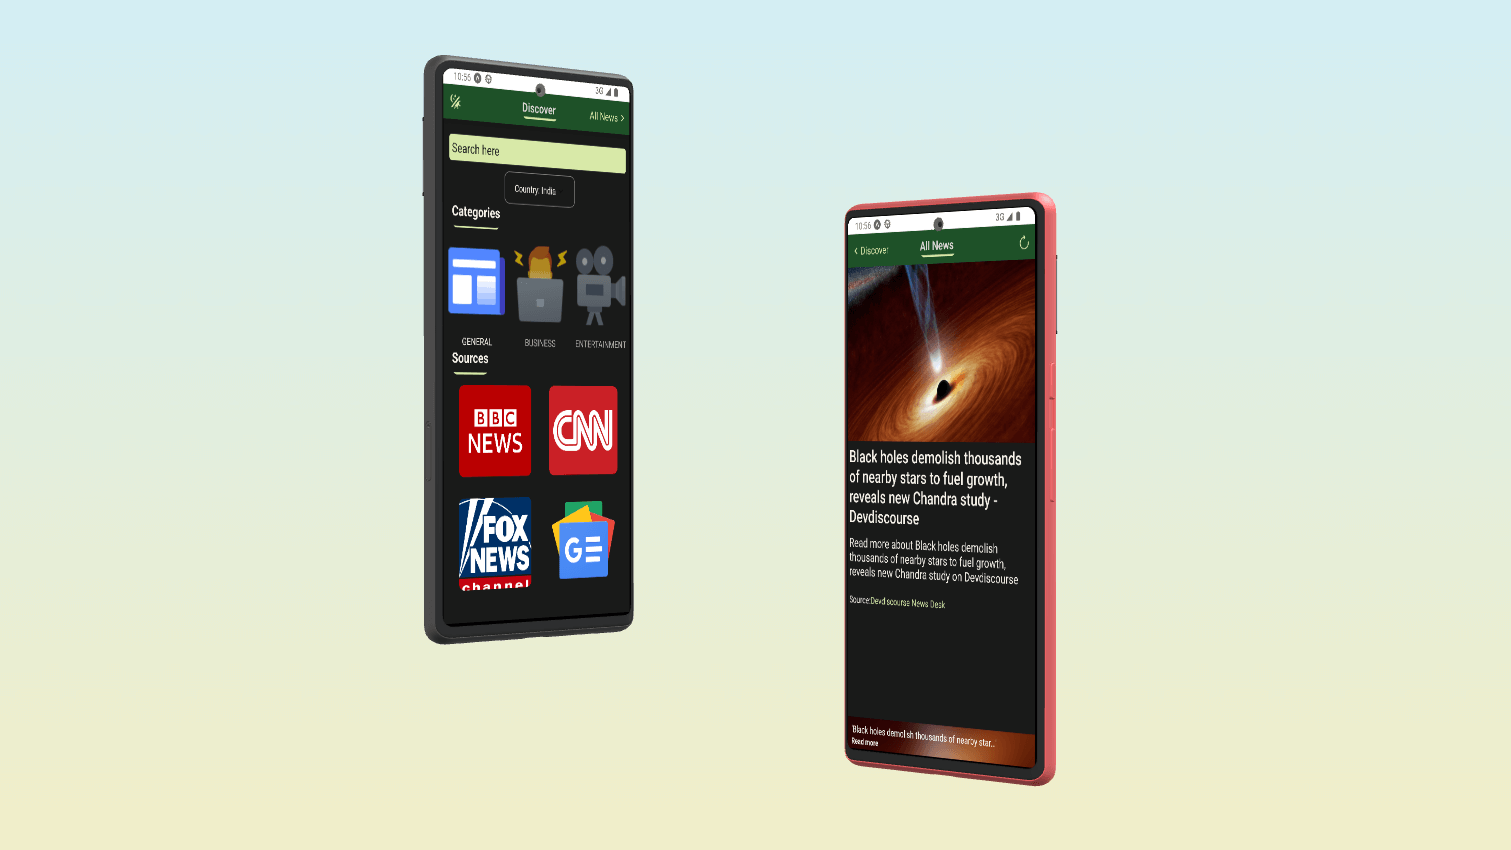 10:56
3G
Discover
All News >
Search here
Country: India
Categories
GENERAL
BUSINESS
ENTERTAINMENT
Sources
BBC
NEWS
CNN
FOX
NEWS
channel
G
10:56
3G
< Discover
All News
Black holes demolish thousands
of nearby stars to fuel growth,
reveals new Chandra study -
Devdiscourse
Read more about Black holes demolish
thousands of nearby stars to fuel growth,
reveals new Chandra study on Devdiscourse
Source:Devdiscourse News Desk
'Black holes demolish thousands of nearby star...
Read more